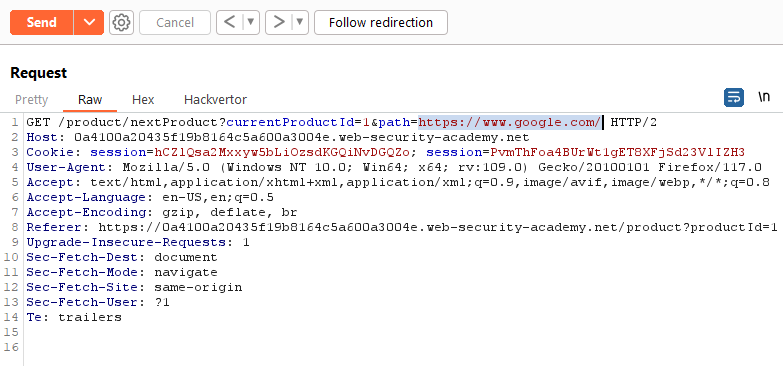 Send Cancel < > Follow redirection
Request
Pretty Raw Hex Hackvertor \n
1 GET /product/nextProduct?currentProductId=1&path=https://www.google.com/ HTTP/2
2 Host: 0a4100a20435f19b8164c5a600a3004e.web-security-academy.net
3 Cookie: session=hCZlQsa2Mxxyw5bLiOzsdKGQiNvDGQZo; session=PvmThFoa4BUrWt1gET8XFjSd23VlIZH3
4 User-Agent: Mozilla/5.0 (Windows NT 10.0; Win64; x64; rv:109.0) Gecko/20100101 Firefox/117.0
5 Accept: text/html,application/xhtml+xml,application/xml;q=0.9,image/avif,image/webp,*/*;q=0.8
6 Accept-Language: en-US,en;q=0.5
7 Accept-Encoding: gzip, deflate, br
8 Referer: https://0a4100a20435f19b8164c5a600a3004e.web-security-academy.net/product?productId=1
9 Upgrade-Insecure-Requests: 1
10 Sec-Fetch-Dest: document
11 Sec-Fetch-Mode: navigate
12 Sec-Fetch-Site: same-origin
13 Sec-Fetch-User: ?1
14 Te: trailers
15
16